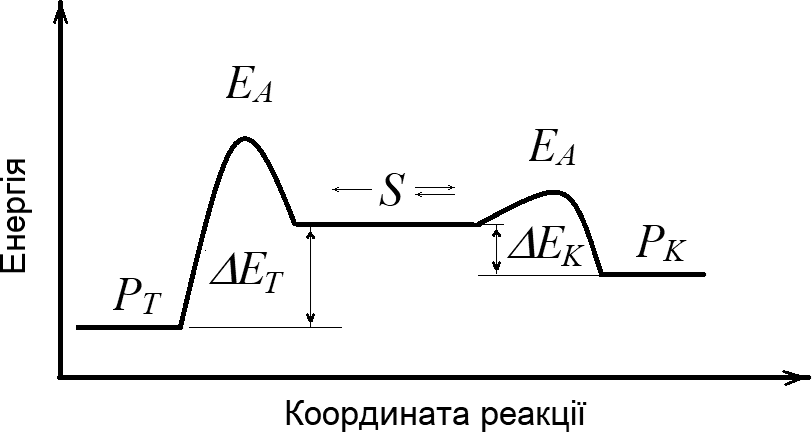 Енергія
E_A
E_A
S
ΔE_T
ΔE_K
P_K
P_T
Координата реакції